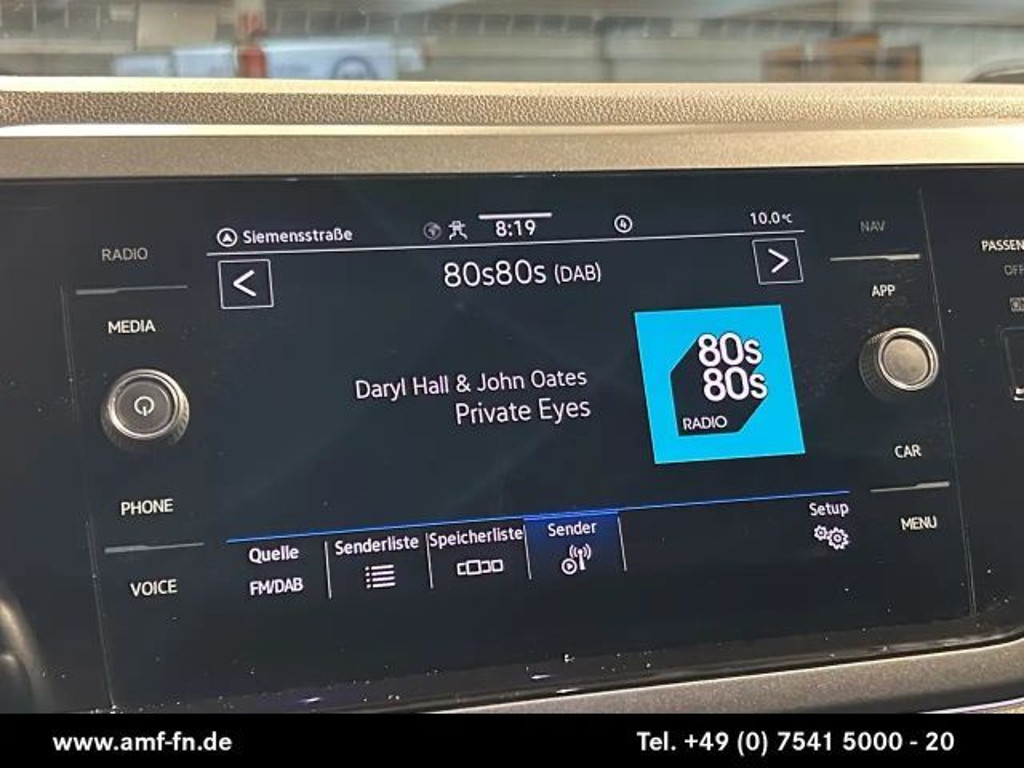 Siemensstraße
8:19
4
10.0°C
RADIO
NAV
PASSEN
OFF
80s80s (DAB)
MEDIA
APP
80s
80s
RADIO
Daryl Hall & John Oates
Private Eyes
CAR
PHONE
MENU
VOICE
Quelle
FM/DAB
Senderliste
Speicherliste
Sender
Setup
www.amf-fn.de
Tel. +49 (0) 7541 5000 - 20